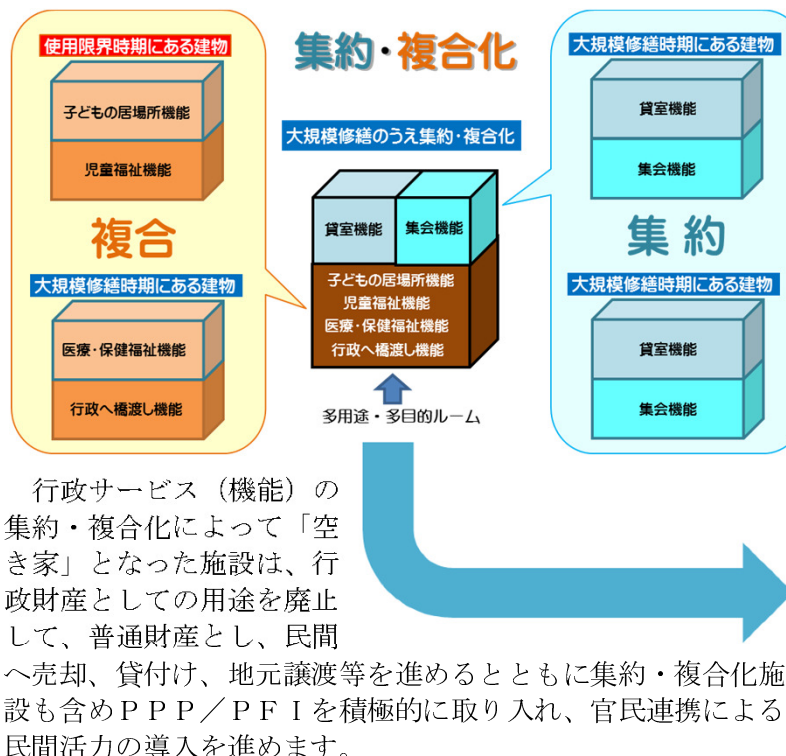 集約・複合化
使用限界時期にある建物
子どもの居場所機能
児童福祉機能
複合
大規模修繕時期にある建物
医療・保健福祉機能
行政へ橋渡し機能
大規模修繕のうえ集約・複合化
貸室機能
集会機能
子どもの居場所機能
児童福祉機能
医療・保健福祉機能
行政へ橋渡し機能
多用途・多目的ルーム
大規模修繕時期にある建物
貸室機能
集会機能
集約
大規模修繕時期にある建物
貸室機能
集会機能
行政サービス（機能）の
集約・複合化によって「空
き家」となった施設は、行
政財産としての用途を廃止
して、普通財産とし、民間
へ売却、貸付け、地元譲渡等を進めるとともに集約・複合化施
設も含めＰＰＰ／ＰＦＩを積極的に取り入れ、官民連携による
民間活力の導入を進めます。